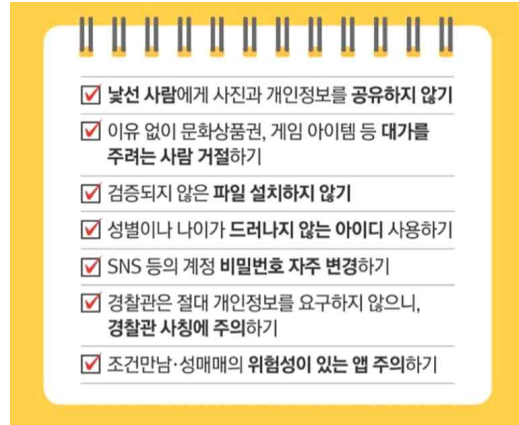 낯선 사람에게 사진과 개인정보를 공유하지 않기
이유 없이 문화상품권, 게임 아이템 등 대가를
주려는 사람 거절하기
검증되지 않은 파일 설치하지 않기
성별이나 나이가 드러나지 않는 아이디 사용하기
SNS 등의 계정 비밀번호 자주 변경하기
경찰관은 절대 개인정보를 요구하지 않으니,
경찰관 사칭에 주의하기
조건만남·성매매의 위험성이 있는 앱 주의하기